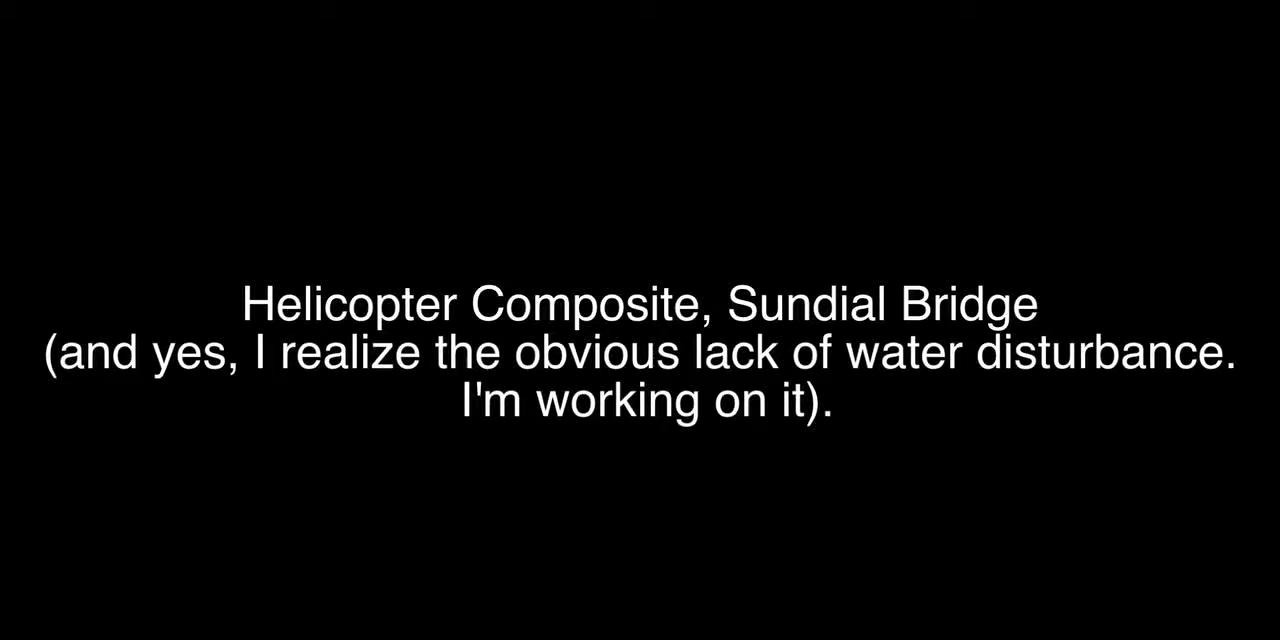 Helicopter Composite, Sundial Bridge
(and yes, I realize the obvious lack of water disturbance.
I'm working on it).